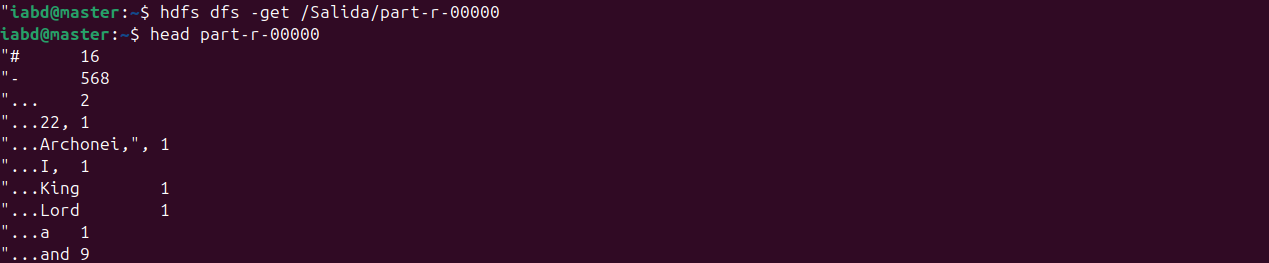 "iabd@master:~$ hdfs dfs -get /Salida/part-r-00000
iabd@master:~$ head part-r-00000
"#	16
"-	568
"...	2
"...22,	1
"...Archonei,",	1
"...I,	1
"...King	1
"...Lord	1
"...a	1
"...and	9